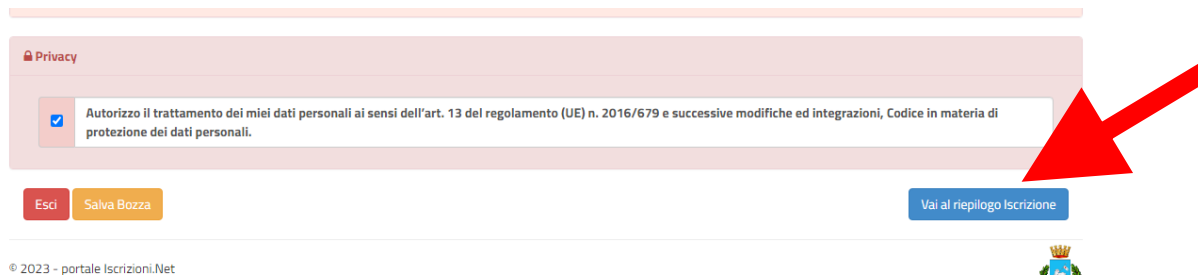 Privacy
Autorizzo il trattamento dei miei dati personali ai sensi dell'art. 13 del regolamento (UE) n. 2016/679 e successive modifiche ed integrazioni, Codice in materia di
protezione dei dati personali.
Esci Salva Bozza Vai al riepilogo Iscrizione
© 2023 - portale Iscrizioni.Net